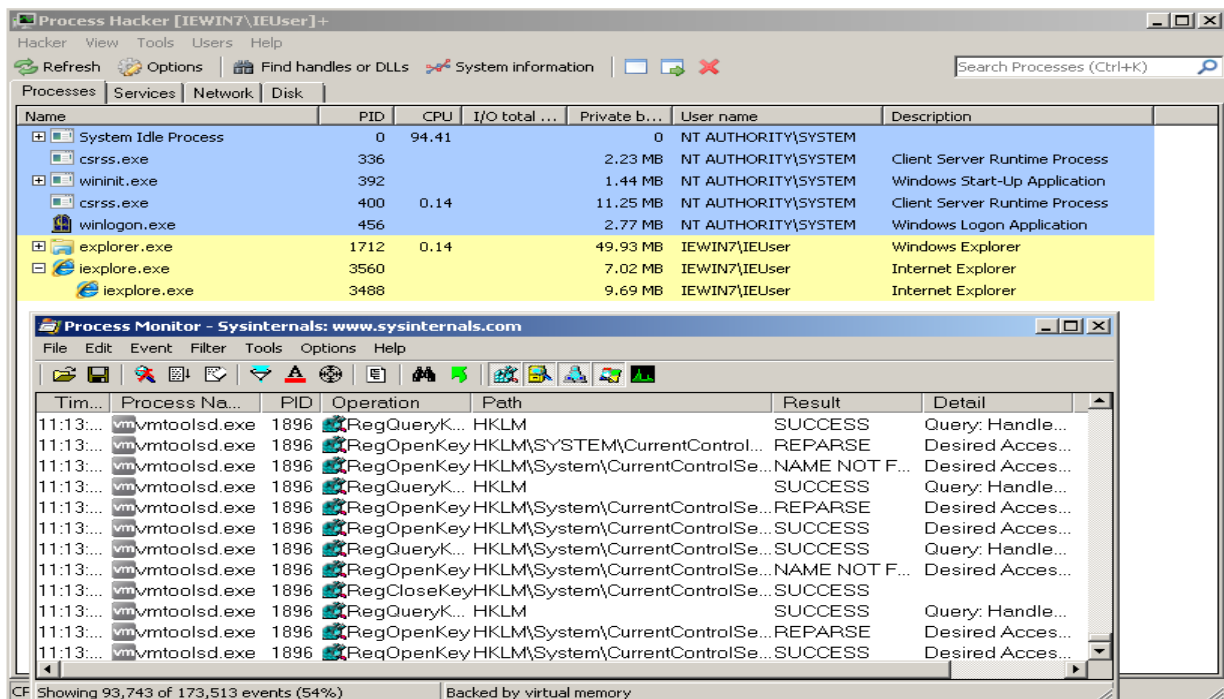 Process Hacker [IEWIN7\IEUser]+
Hacker View Tools Users Help
Refresh Options Find handles or DLLs System information Search Processes (Ctrl+K)
Processes Services Network Disk
Name PID CPU I/O total ... Private b... User name Description
System Idle Process 0 94.41 0 NT AUTHORITY\SYSTEM
csrss.exe 336 2.23 MB NT AUTHORITY\SYSTEM Client Server Runtime Process
wininit.exe 392 1.44 MB NT AUTHORITY\SYSTEM Windows Start-Up Application
csrss.exe 400 0.14 11.25 MB NT AUTHORITY\SYSTEM Client Server Runtime Process
winlogon.exe 456 2.77 MB NT AUTHORITY\SYSTEM Windows Logon Application
explorer.exe 1712 0.14 49.93 MB IEWIN7\IEUser Windows Explorer
iexplore.exe 3560 7.02 MB IEWIN7\IEUser Internet Explorer
iexplore.exe 3488 9.69 MB IEWIN7\IEUser Internet Explorer
Process Monitor - Sysinternals: www.sysinternals.com
File Edit Event Filter Tools Options Help
Tim... Process Na... PID Operation Path Result Detail
11:13:... vm vmtoolsd.exe 1896 RegQueryK... HKLM SUCCESS Query: Handle...
11:13:... vm vmtoolsd.exe 1896 RegOpenKey HKLM\SYSTEM\CurrentControl... REPARSE Desired Acces...
11:13:... vm vmtoolsd.exe 1896 RegOpenKey HKLM\System\CurrentControlSe... NAME NOT F... Desired Acces...
11:13:... vm vmtoolsd.exe 1896 RegQueryK... HKLM SUCCESS Query: Handle...
11:13:... vm vmtoolsd.exe 1896 RegOpenKey HKLM\System\CurrentControlSe... REPARSE Desired Acces...
11:13:... vm vmtoolsd.exe 1896 RegOpenKey HKLM\System\CurrentControlSe... SUCCESS Desired Acces...
11:13:... vm vmtoolsd.exe 1896 RegQueryK... HKLM\System\CurrentControlSe... SUCCESS Query: Handle...
11:13:... vm vmtoolsd.exe 1896 RegOpenKey HKLM\System\CurrentControlSe... NAME NOT F... Desired Acces...
11:13:... vm vmtoolsd.exe 1896 RegCloseKey HKLM\System\CurrentControlSe... SUCCESS
11:13:... vm vmtoolsd.exe 1896 RegQueryK... HKLM SUCCESS Query: Handle...
11:13:... vm vmtoolsd.exe 1896 RegOpenKey HKLM\System\CurrentControlSe... REPARSE Desired Acces...
11:13:... vm vmtoolsd.exe 1896 RegOpenKey HKLM\System\CurrentControlSe... SUCCESS Desired Acces...
CP Showing 93,743 of 173,513 events (54%) Backed by virtual memory